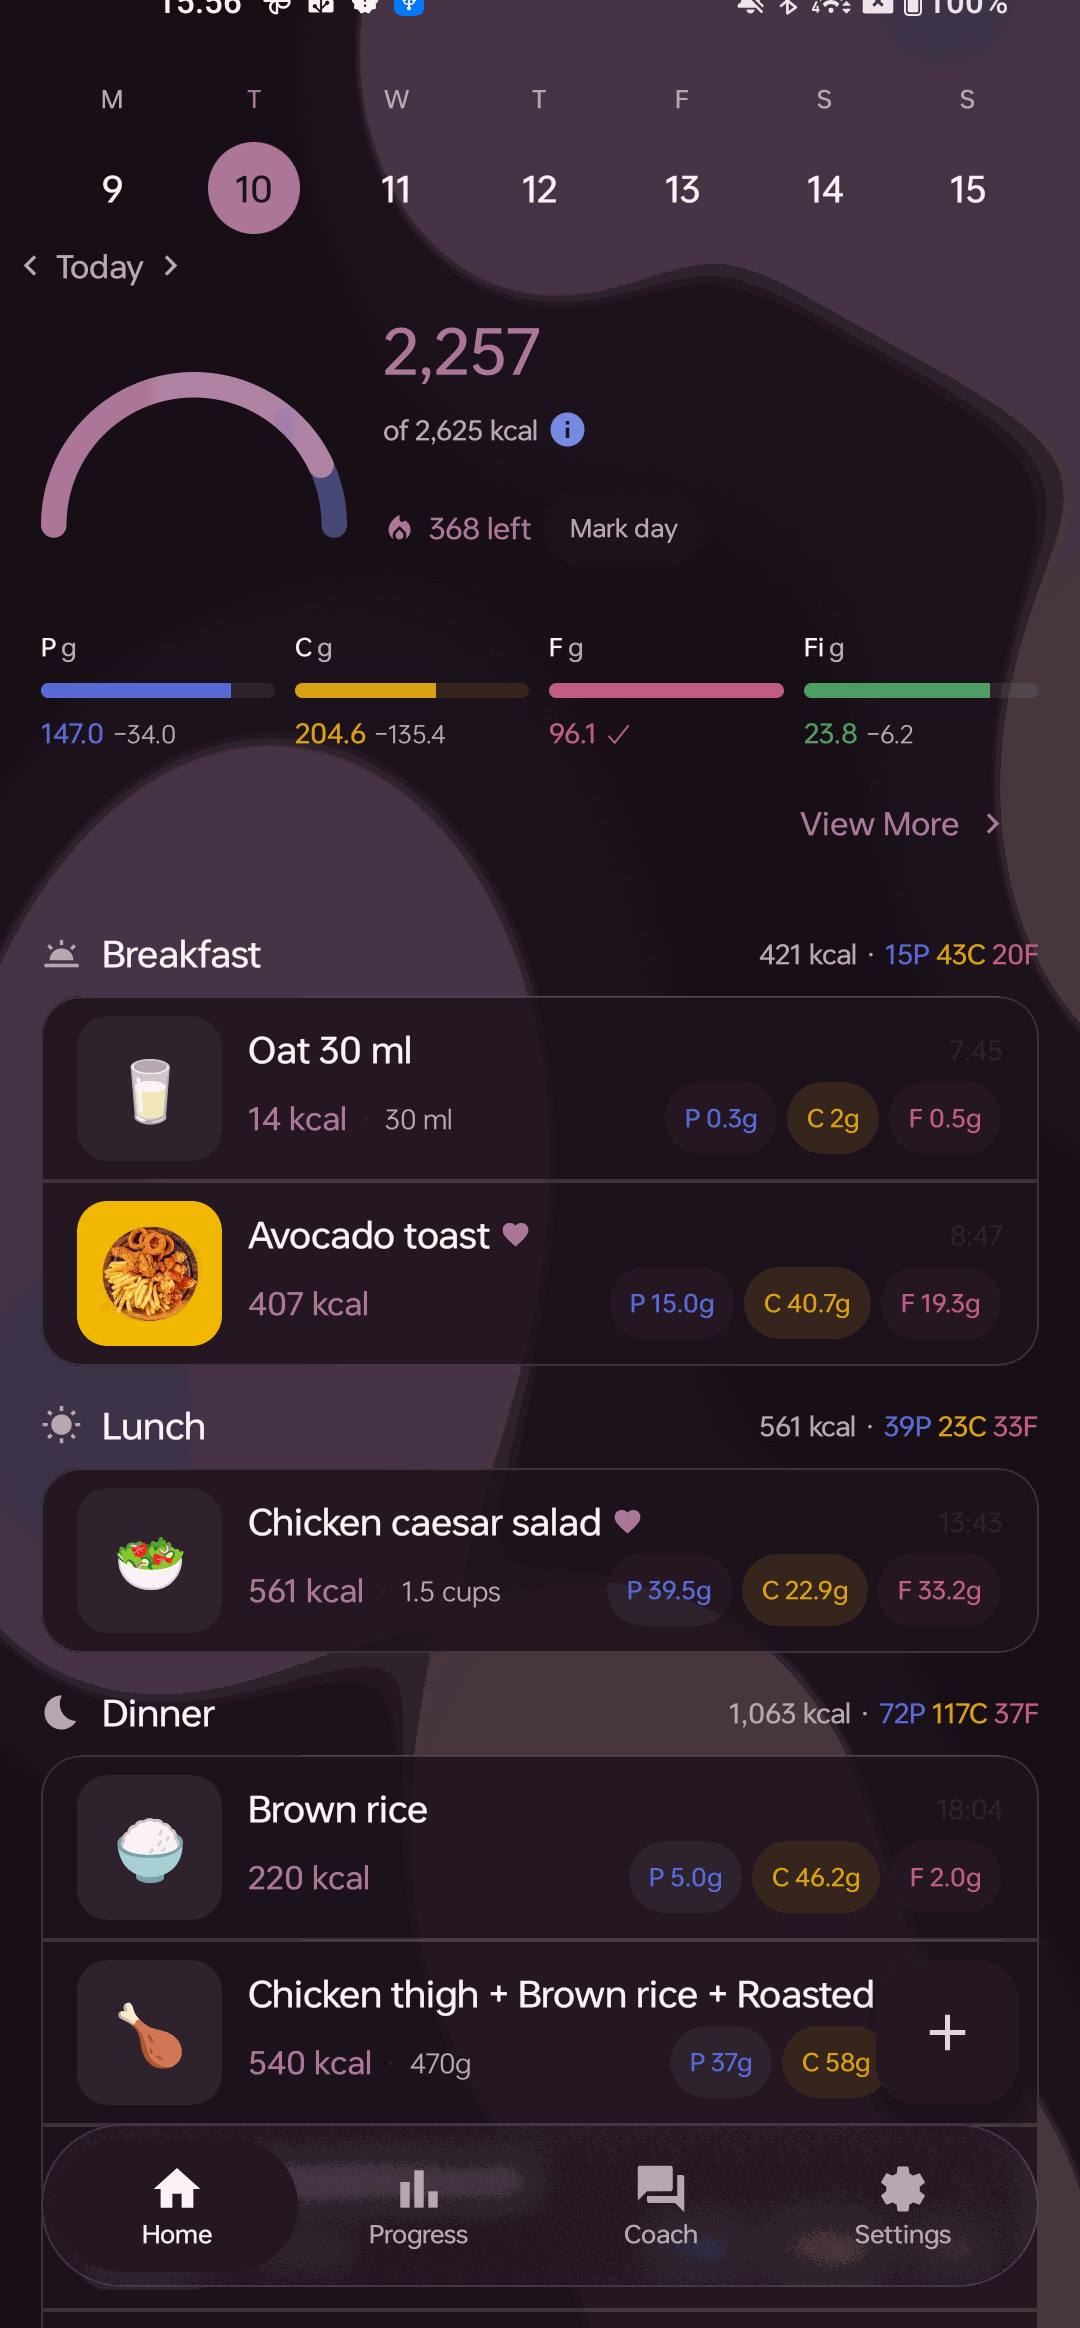 15:56 100%
M T W T F S S
9 10 11 12 13 14 15
Today
2,257
of 2,625 kcal i
368 left Mark day
P g C g F g Fi g
147.0 −34.0 204.6 −135.4 96.1 ✓ 23.8 −6.2
View More
Breakfast 421 kcal · 15P 43C 20F
Oat 30 ml 7:45
14 kcal · 30 ml P 0.3g C 2g F 0.5g
Avocado toast 8:47
407 kcal P 15.0g C 40.7g F 19.3g
Lunch 561 kcal · 39P 23C 33F
Chicken caesar salad 13:43
561 kcal · 1.5 cups P 39.5g C 22.9g F 33.2g
Dinner 1,063 kcal · 72P 117C 37F
Brown rice 18:04
220 kcal P 5.0g C 46.2g F 2.0g
Chicken thigh + Brown rice + Roasted
540 kcal · 470g P 37g C 58g
+
Home Progress Coach Settings